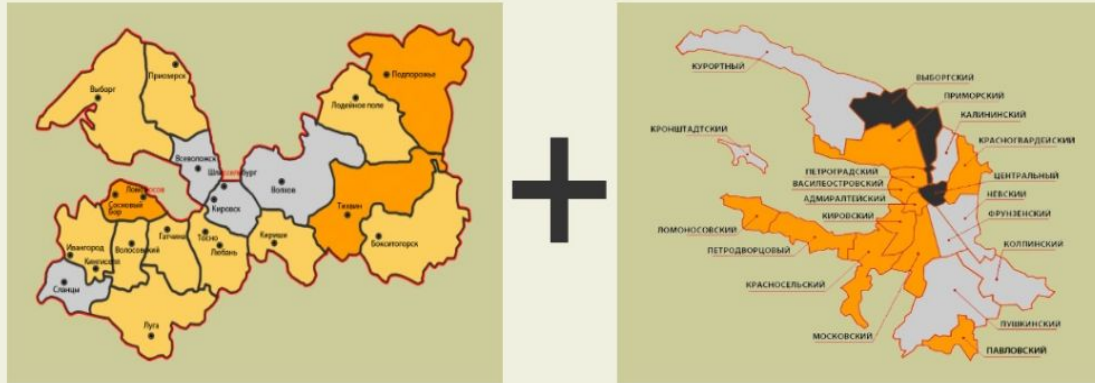 Подпорожье
Приозерск
Выборг
Лодейное поле
Всеволожск
Волхов
Кировск
Сосновый
Бор
Тихвин
Гатчина
Тосно
Любань
Кириши
Бокситогорск
Ивангород
Волосовский
Кингисепп
Сланцы
Луга
+
КУРОРТНЫЙ
ВЫБОРГСКИЙ
ПРИМОРСКИЙ
КАЛИНИНСКИЙ
КРОНШТАДТСКИЙ
КРАСНОГВАРДЕЙСКИЙ
ПЕТРОГРАДСКИЙ
ЦЕНТРАЛЬНЫЙ
ВАСИЛЕОСТРОВСКИЙ
НЕВСКИЙ
АДМИРАЛТЕЙСКИЙ
ФРУНЗЕНСКИЙ
КИРОВСКИЙ
ЛОМОНОСОВСКИЙ
КОЛПИНСКИЙ
ПЕТРОДВОРЦОВЫЙ
КРАСНОСЕЛЬСКИЙ
ПУШКИНСКИЙ
МОСКОВСКИЙ
ПАВЛОВСКИЙ